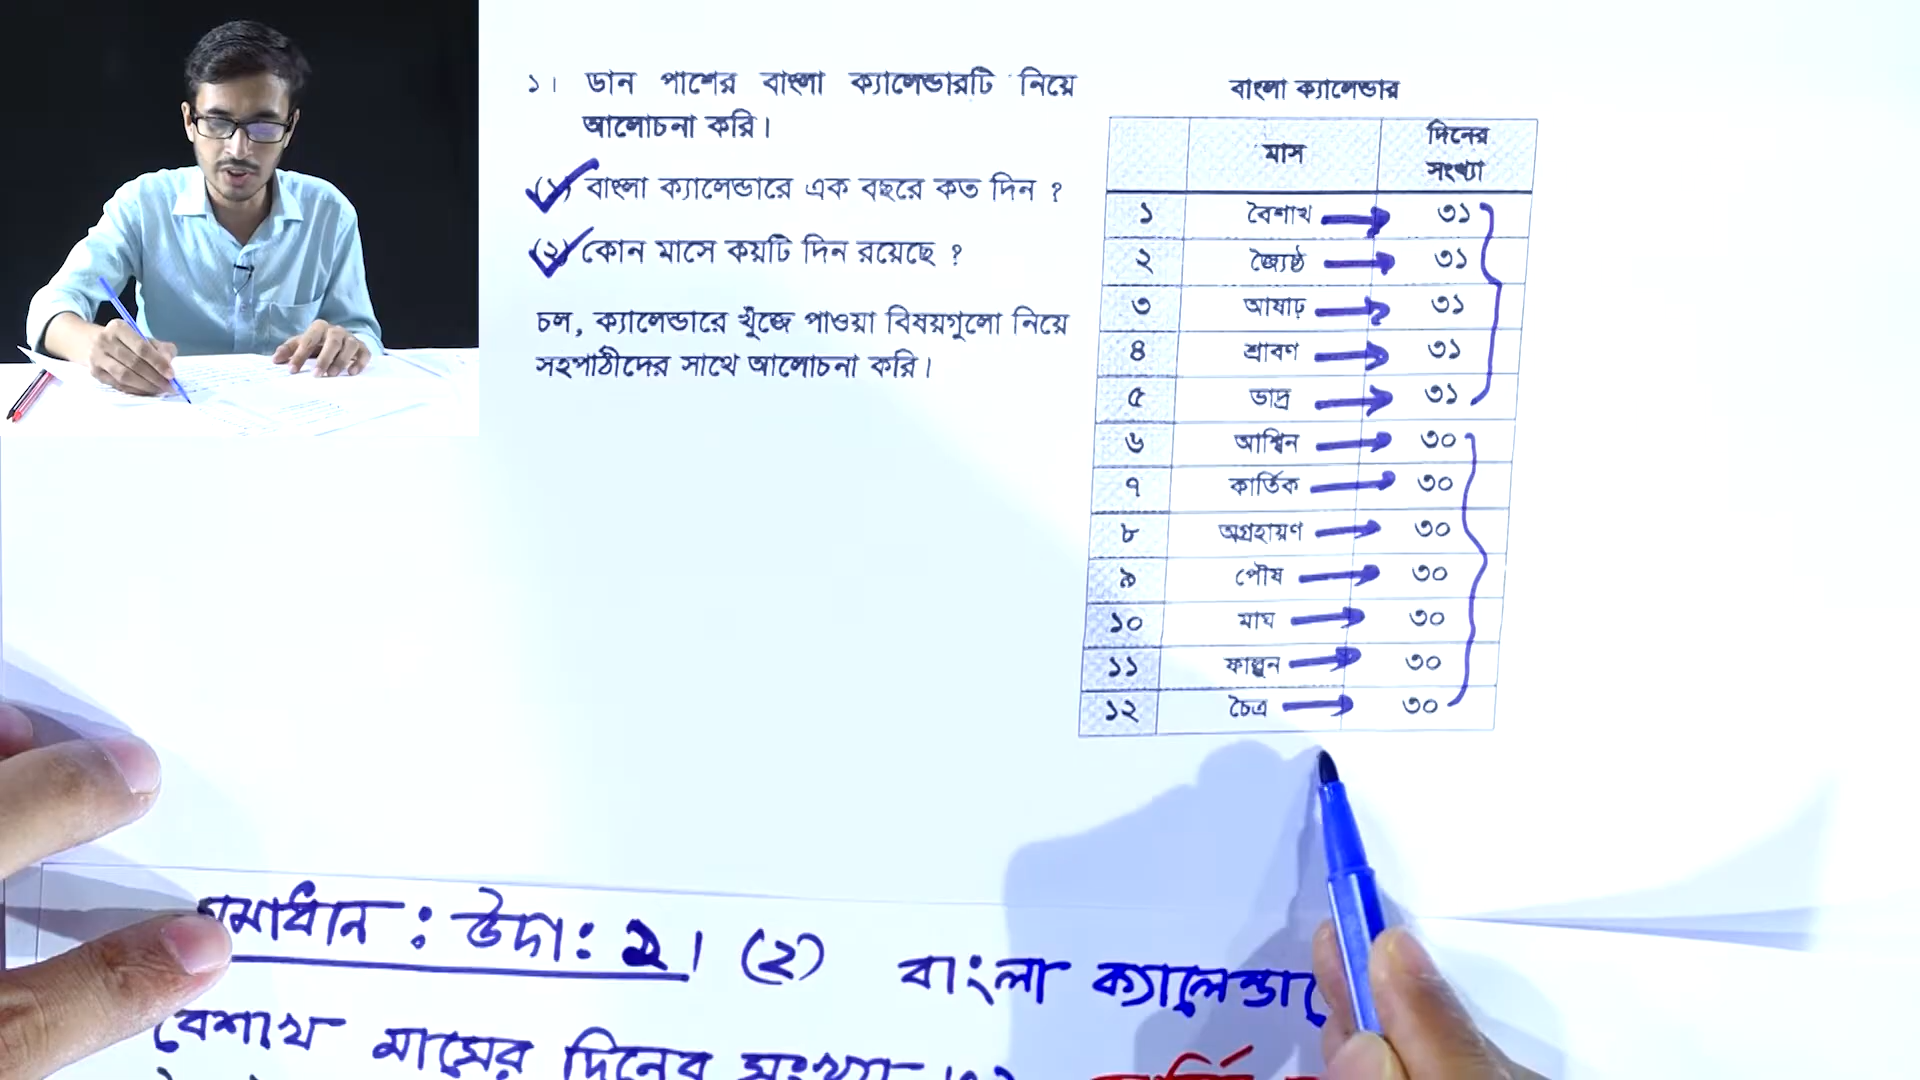 ১। ডান পাশের বাংলা ক্যালেন্ডারটি নিয়ে
আলোচনা করি।
(১) বাংলা ক্যালেন্ডারে এক বছরে কত দিন ?
(২) কোন মাসে কয়টি দিন রয়েছে ?
চল, ক্যালেন্ডারে খুঁজে পাওয়া বিষয়গুলো নিয়ে
সহপাঠীদের সাথে আলোচনা করি।
বাংলা ক্যালেন্ডার
মাস দিনের সংখ্যা
১ বৈশাখ ৩১
২ জ্যৈষ্ঠ ৩১
৩ আষাঢ় ৩১
৪ শ্রাবণ ৩১
৫ ভাদ্র ৩১
৬ আশ্বিন ৩০
৭ কার্তিক ৩০
৮ অগ্রহায়ণ ৩০
৯ পৌষ ৩০
১০ মাঘ ৩০
১১ ফাল্গুন ৩০
১২ চৈত্র ৩০
সমাধান : উদা: ১। (২) বাংলা ক্যালেন্ডারে
বৈশাখ মাসের দিনের সংখ্যা